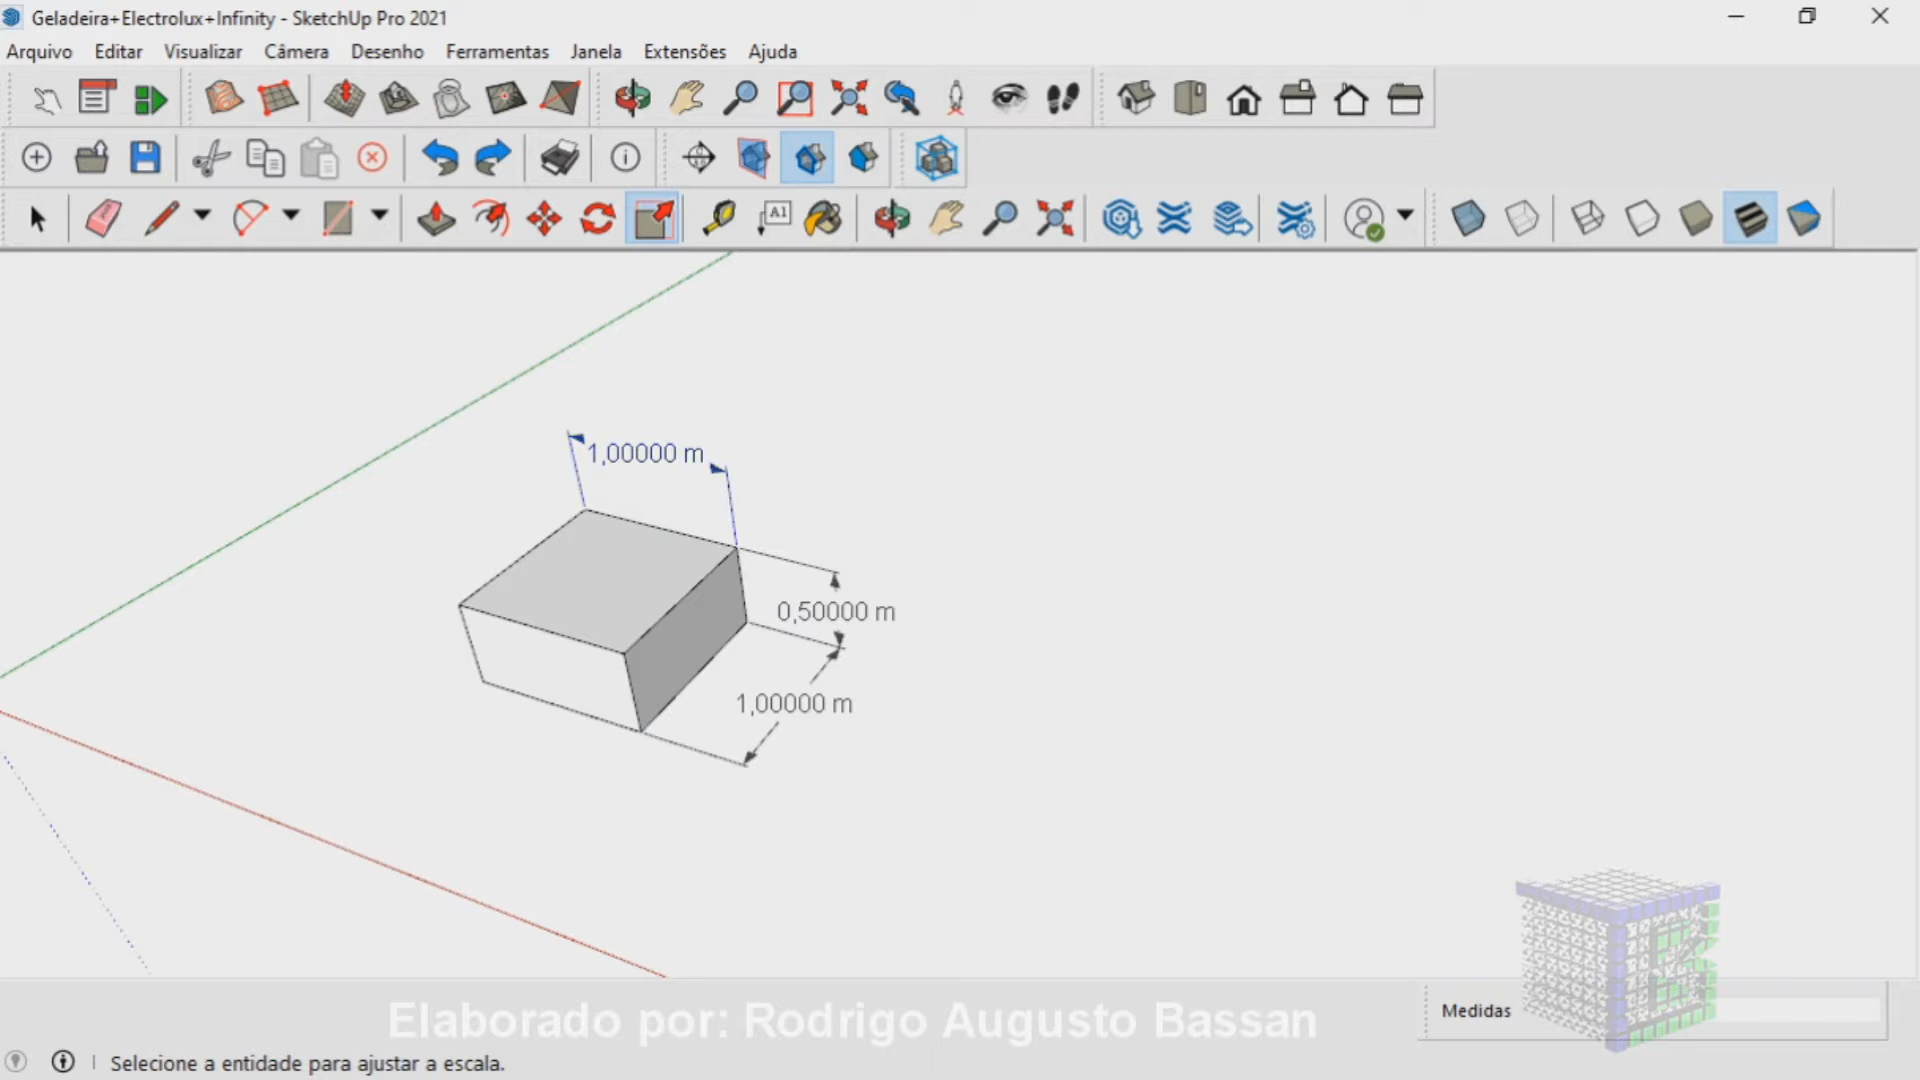 Geladeira+Electrolux+Infinity - SketchUp Pro 2021
Arquivo Editar Visualizar Câmera Desenho Ferramentas Janela Extensões Ajuda
A1
1,00000 m
0,50000 m
1,00000 m
Elaborado por: Rodrigo Augusto Bassan
Medidas
Selecione a entidade para ajustar a escala.